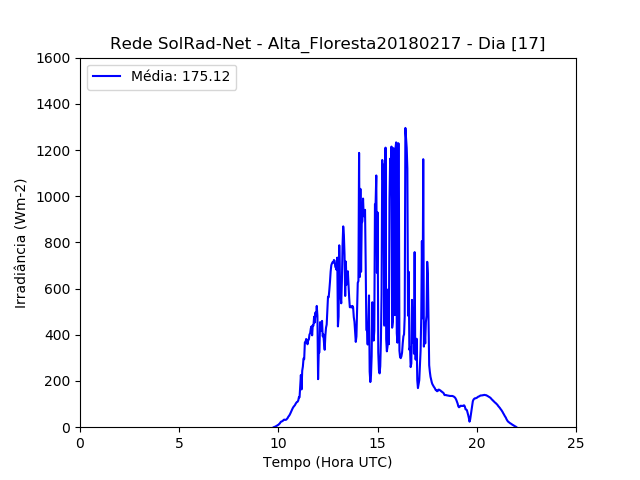 Rede SolRad-Net - Alta_Floresta20180217 - Dia [17]
Média: 175.12
Irradiância (Wm-2)
1600
1400
1200
1000
800
600
400
200
0
0 5 10 15 20 25
Tempo (Hora UTC)